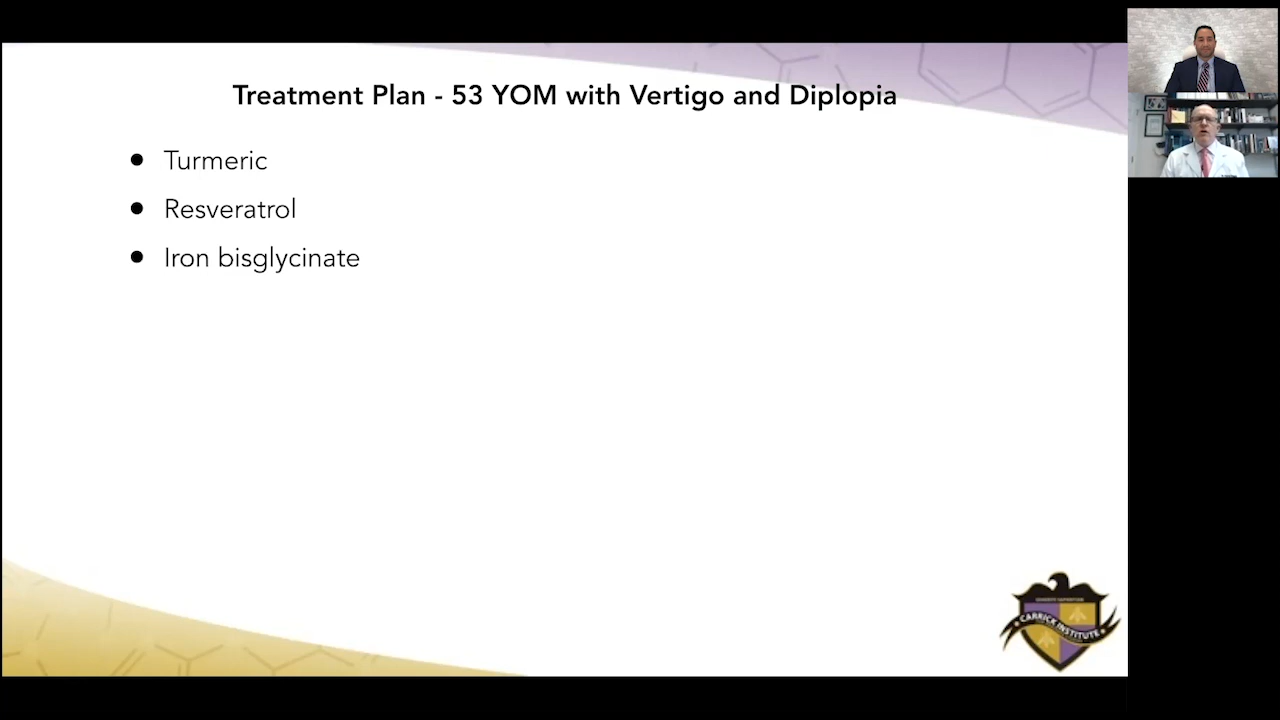 Treatment Plan - 53 YOM with Vertigo and Diplopia
● Turmeric
● Resveratrol
● Iron bisglycinate
CARRICK INSTITUTE